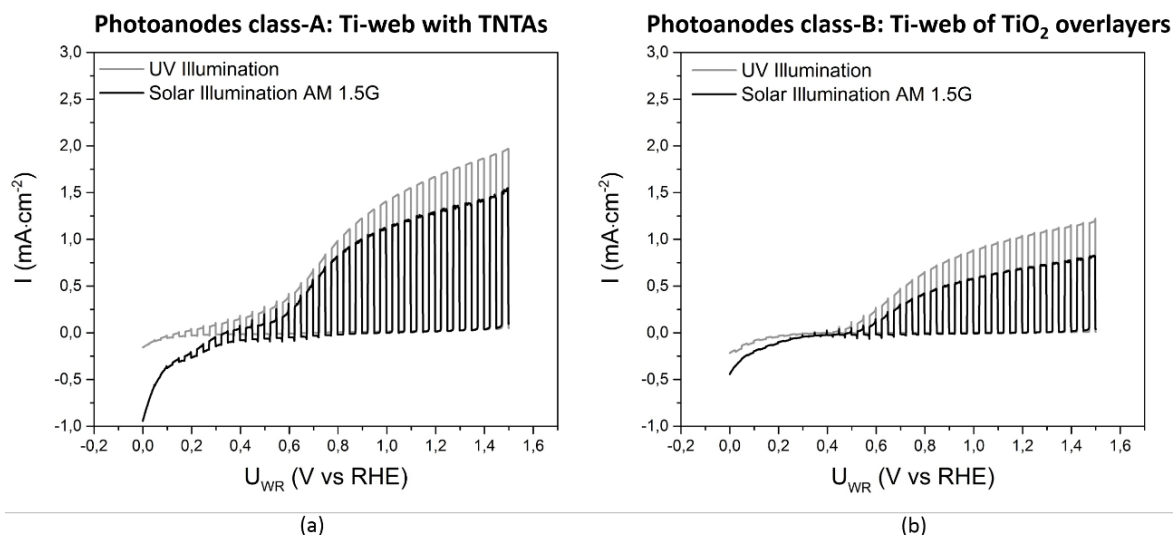 Photoanodes class-A: Ti-web with TNTAs
UV Illumination
Solar Illumination AM 1.5G
3,0
2,5
2,0
1,5
1,0
0,5
0,0
-0,5
-1,0
I (mA·cm-2)
-0,2 0,0 0,2 0,4 0,6 0,8 1,0 1,2 1,4 1,6
UWR (V vs RHE)
(a)
Photoanodes class-B: Ti-web of TiO2 overlayers
UV Illumination
Solar Illumination AM 1.5G
3,0
2,5
2,0
1,5
1,0
0,5
0,0
-0,5
-1,0
I (mA·cm-2)
-0,2 0,0 0,2 0,4 0,6 0,8 1,0 1,2 1,4 1,6
UWR (V vs RHE)
(b)